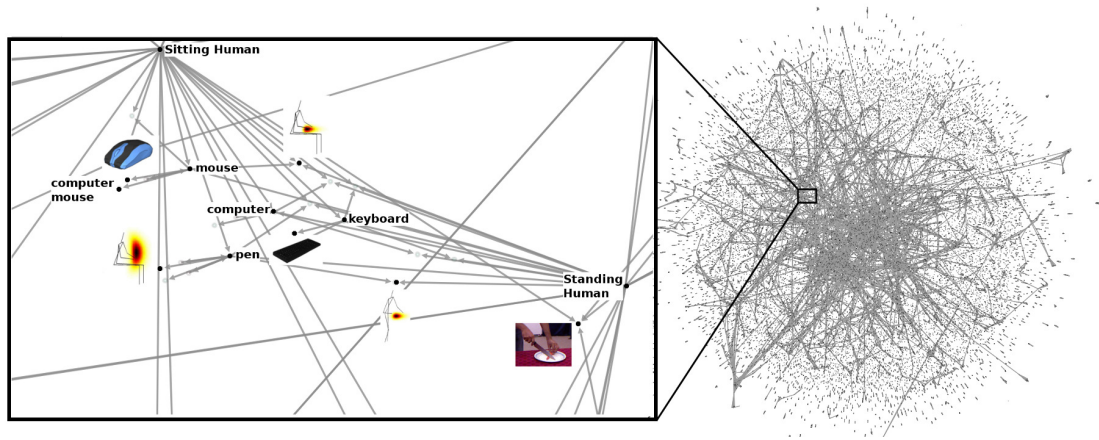 Sitting Human
mouse
computer
mouse
computer
keyboard
pen
Standing
Human